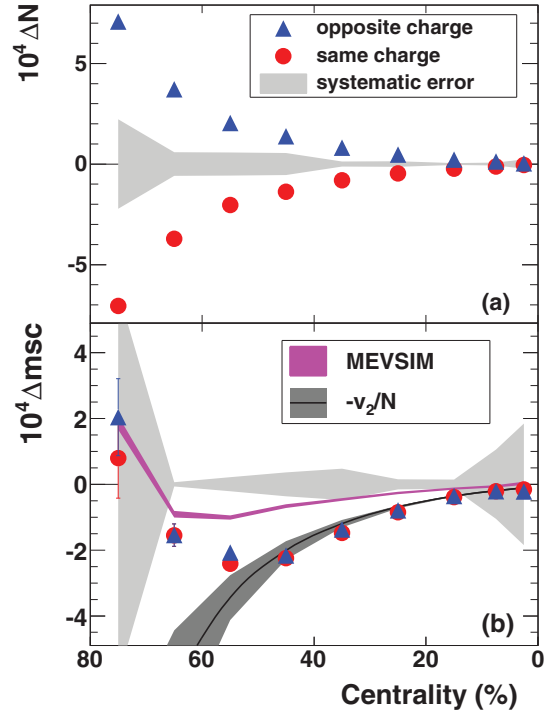 10⁴ ΔN
opposite charge
same charge
systematic error
5
0
-5
(a)
10⁴ Δmsc
MEVSIM
-v₂/N
4
2
0
-2
-4
(b)
80 60 40 20 0
Centrality (%)